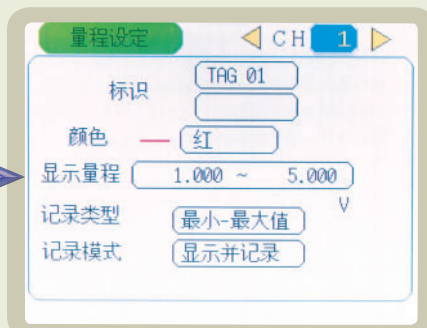 量程设定 CH 1
标识 TAG 01
颜色 红
显示量程 1.000 ~ 5.000
V
记录类型 最小-最大值
记录模式 显示并记录